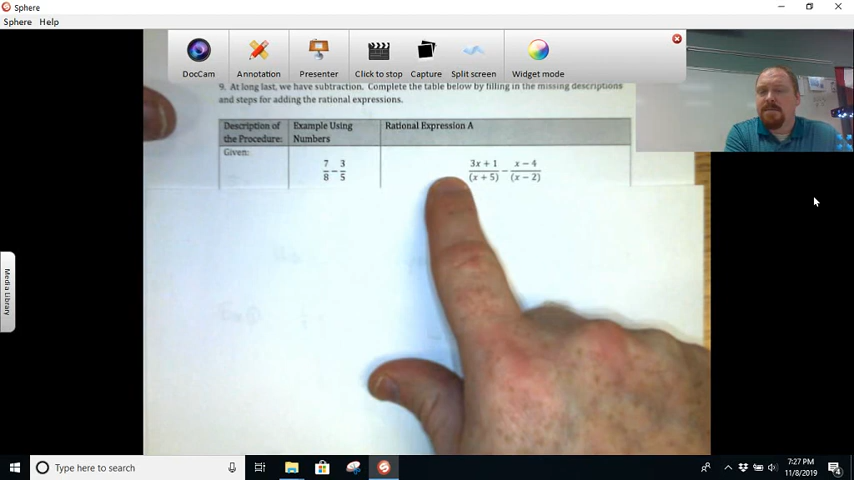 Sphere
Sphere Help
DocCam
Annotation
Presenter
Click to stop
Capture
Split screen
Widget mode
9. At long last, we have subtraction. Complete the table below by filling in the missing descriptions
and steps for adding the rational expressions.
Description of the Procedure:
Example Using Numbers
Rational Expression A
Given:
7/8 − 3/5
3x + 1/(x + 5) − x − 4/(x − 2)
Media Library
Type here to search
7:27 PM
11/8/2019
4